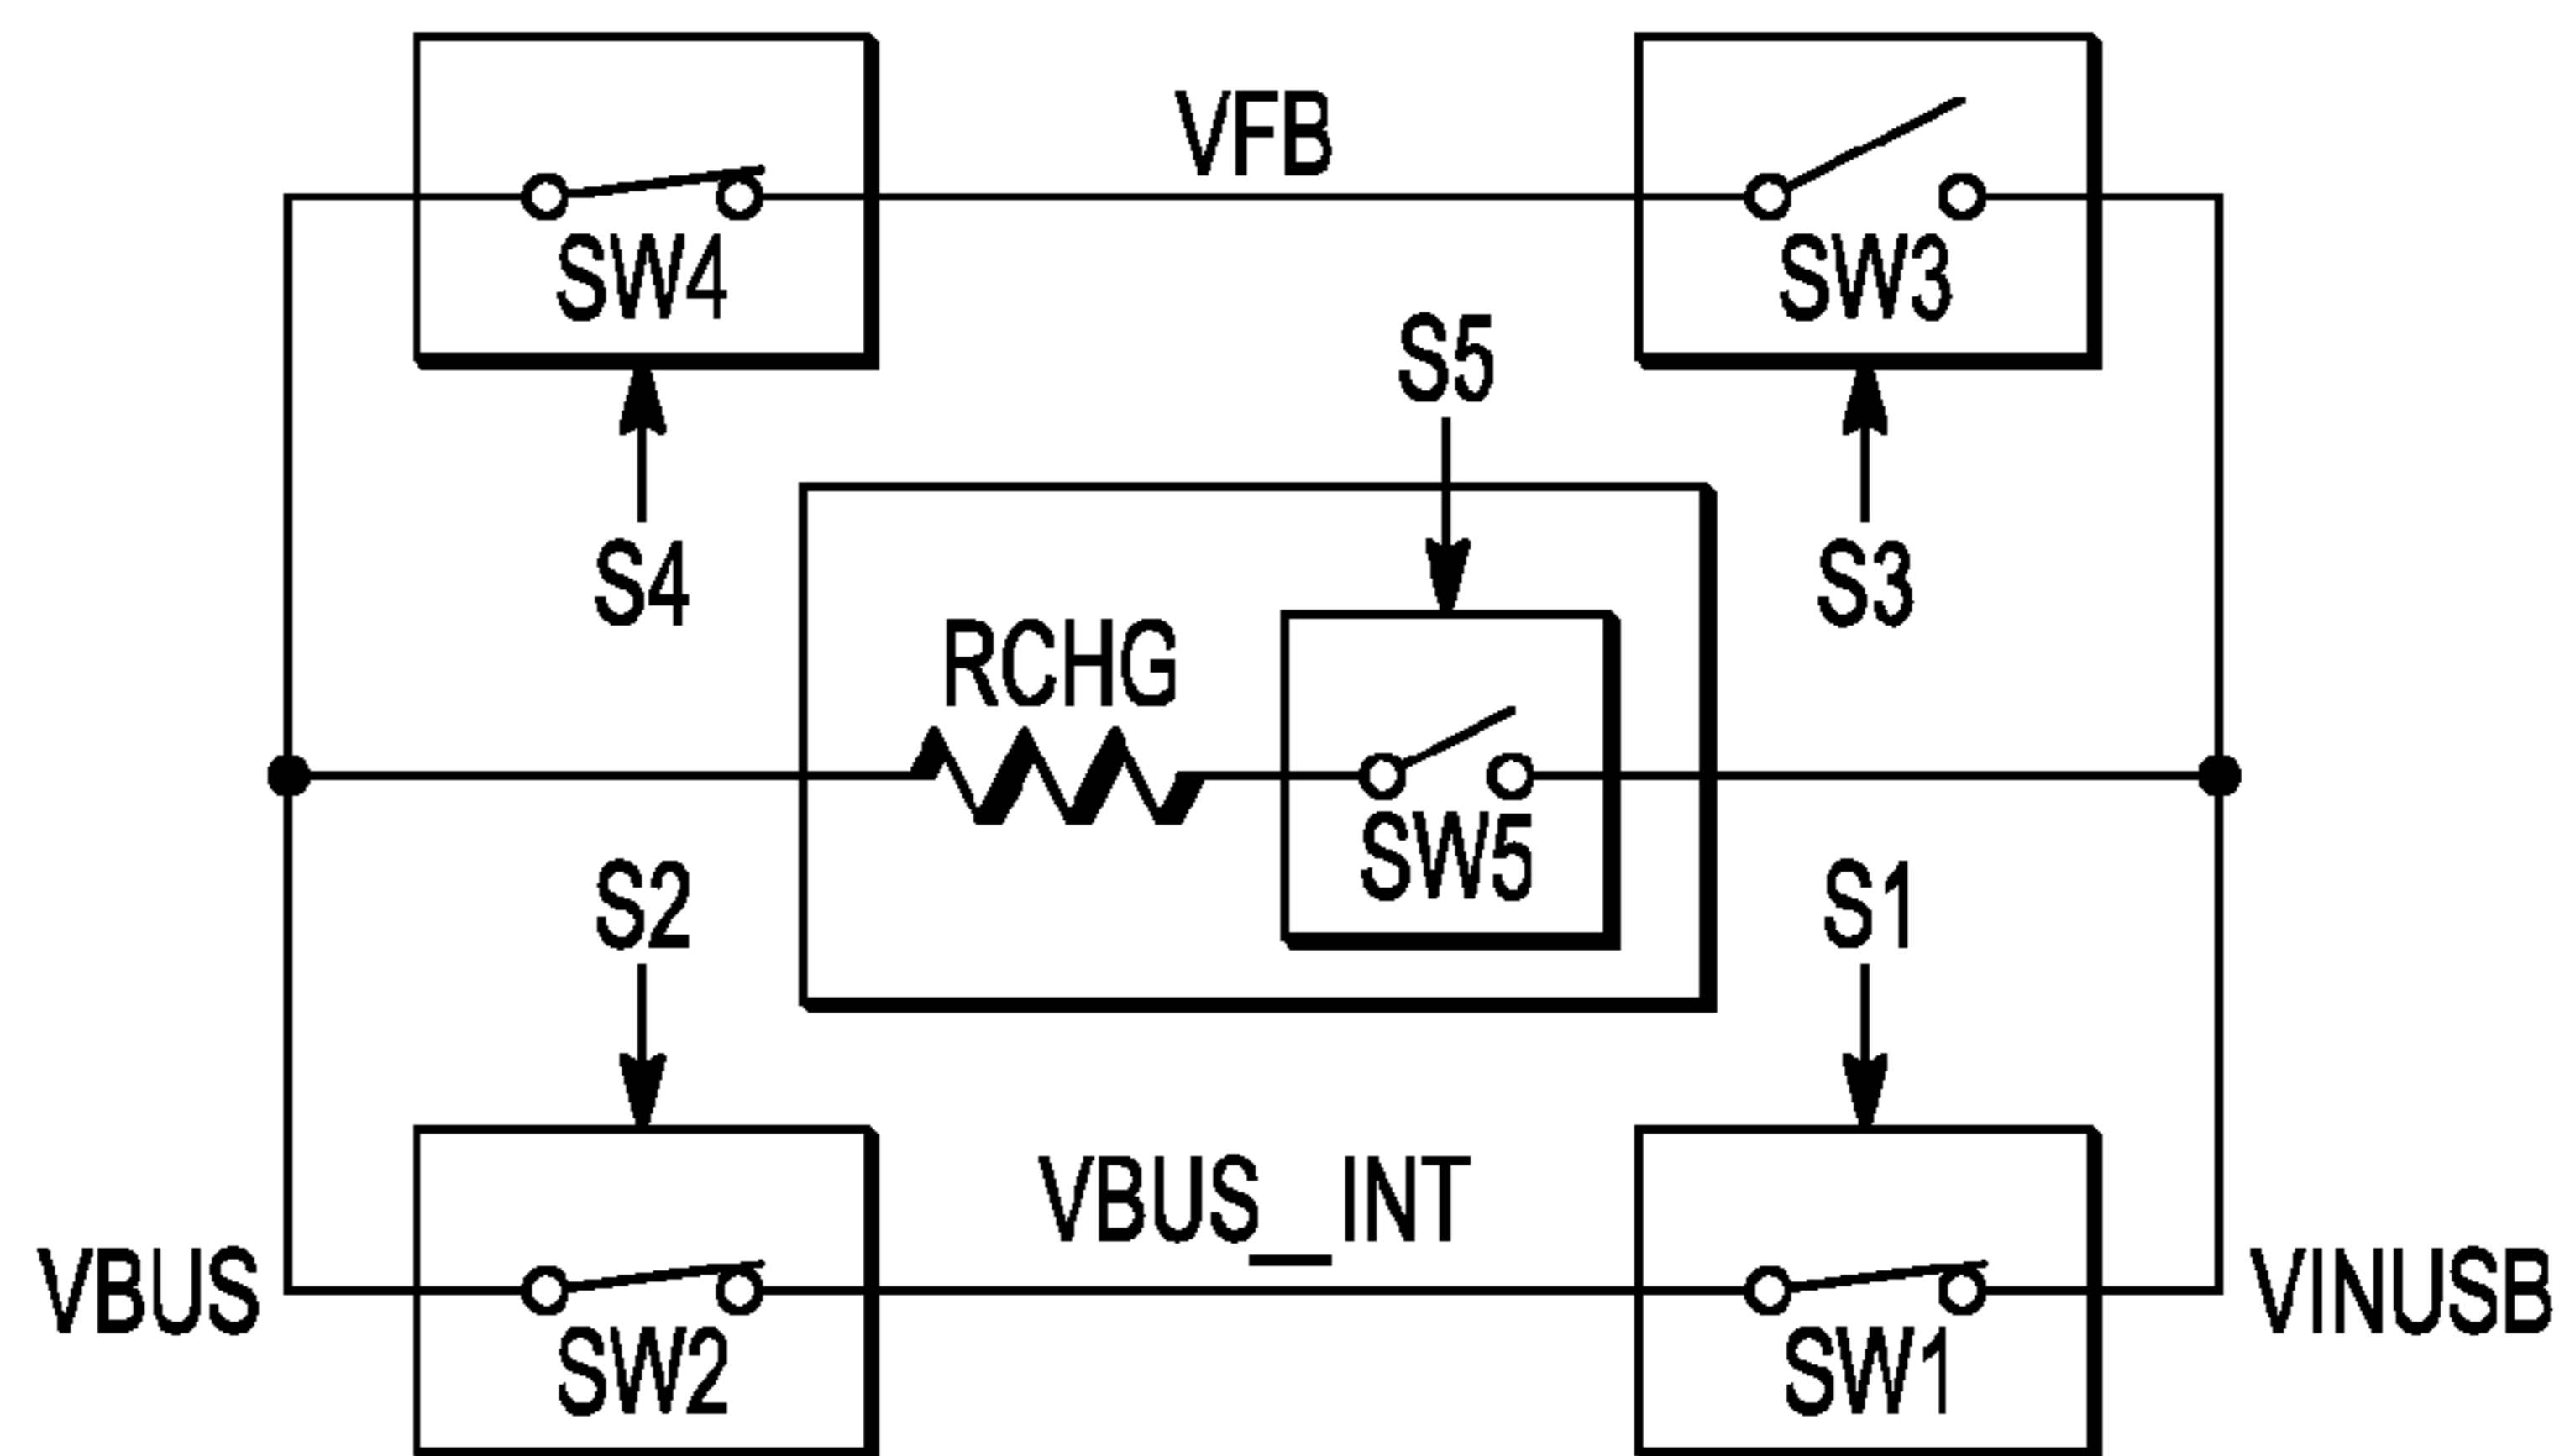 VFB
SW4
SW3
S5
S4
S3
RCHG
SW5
S2
S1
VBUS_INT
VBUS
VINUSB
SW2
SW1